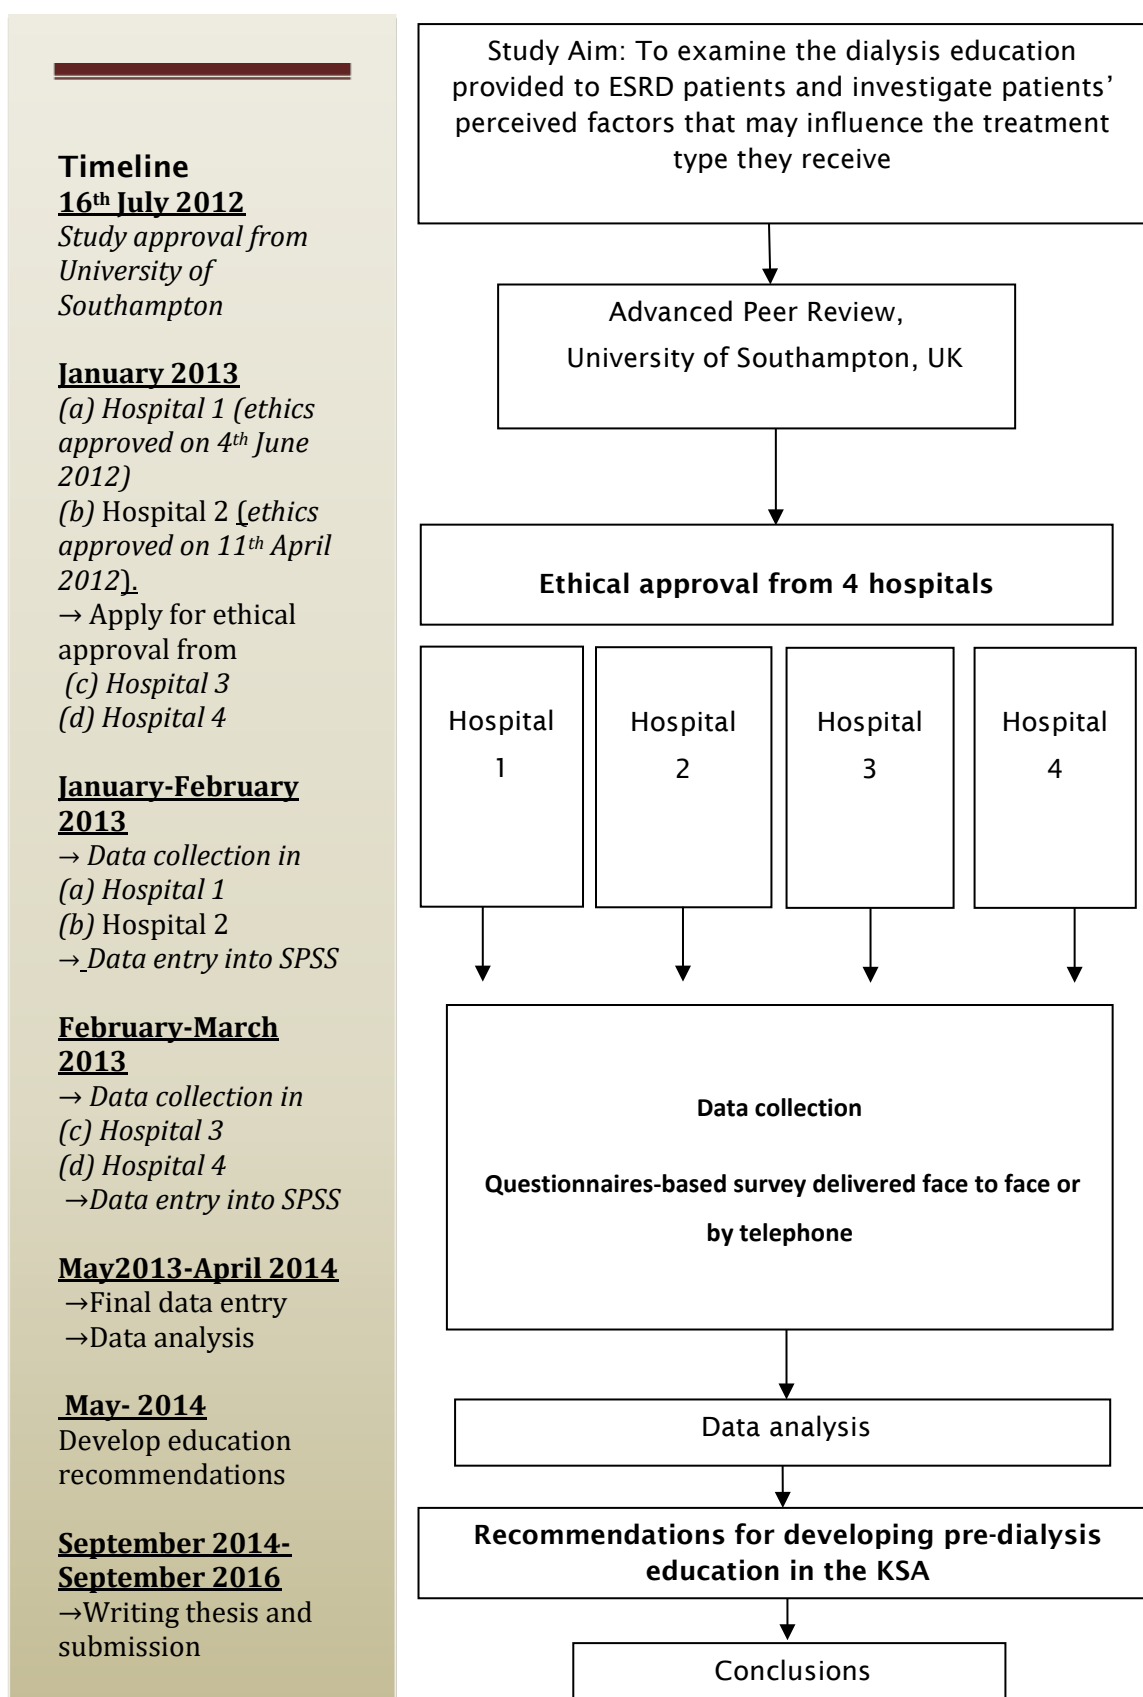 Timeline
16th July 2012
Study approval from
University of
Southampton
January 2013
(a) Hospital 1 (ethics
approved on 4th June
2012)
(b) Hospital 2 (ethics
approved on 11th April
2012).
→ Apply for ethical
approval from
(c) Hospital 3
(d) Hospital 4
January-February
2013
→ Data collection in
(a) Hospital 1
(b) Hospital 2
→ Data entry into SPSS
February-March
2013
→ Data collection in
(c) Hospital 3
(d) Hospital 4
→Data entry into SPSS
May2013-April 2014
→Final data entry
→Data analysis
May- 2014
Develop education
recommendations
September 2014-
September 2016
→Writing thesis and
submission
Study Aim: To examine the dialysis education
provided to ESRD patients and investigate patients’
perceived factors that may influence the treatment
type they receive
Advanced Peer Review,
University of Southampton, UK
Ethical approval from 4 hospitals
Hospital
1
Hospital
2
Hospital
3
Hospital
4
Data collection
Questionnaires-based survey delivered face to face or
by telephone
Data analysis
Recommendations for developing pre-dialysis
education in the KSA
Conclusions